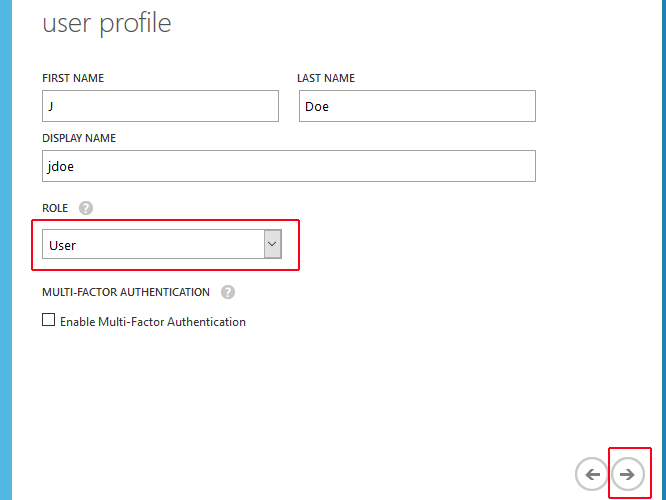 user profile
FIRST NAME LAST NAME
J Doe
DISPLAY NAME
jdoe
ROLE ?
User
MULTI-FACTOR AUTHENTICATION ?
Enable Multi-Factor Authentication